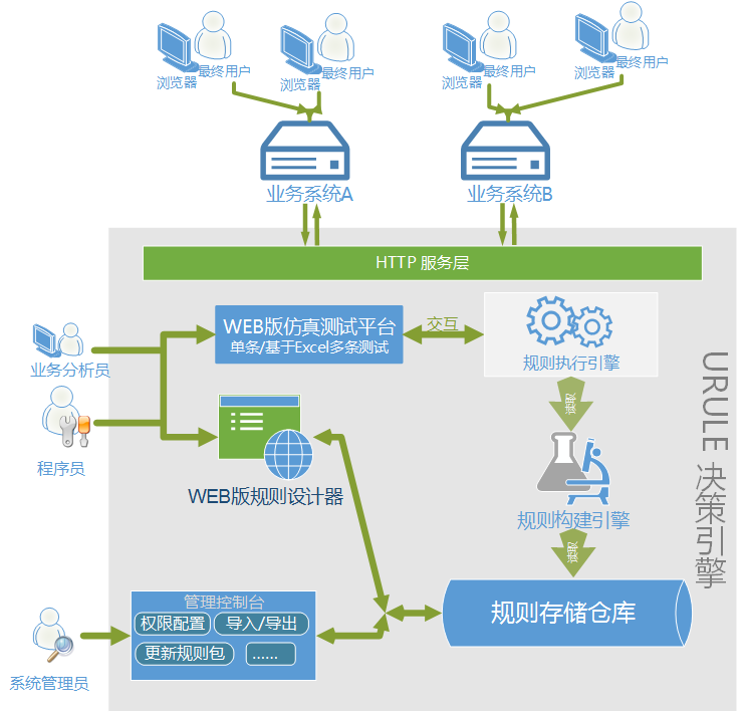 最终用户
浏览器
最终用户
浏览器
最终用户
浏览器
最终用户
浏览器
业务系统A
业务系统B
HTTP 服务层
WEB版仿真测试平台
单条/基于Excel多条测试
交互
规则执行引擎
业务分析员
程序员
WEB版规则设计器
规则构建引擎
URULE 决策引擎
管理控制台
权限配置
导入/导出
更新规则包
......
规则存储仓库
系统管理员